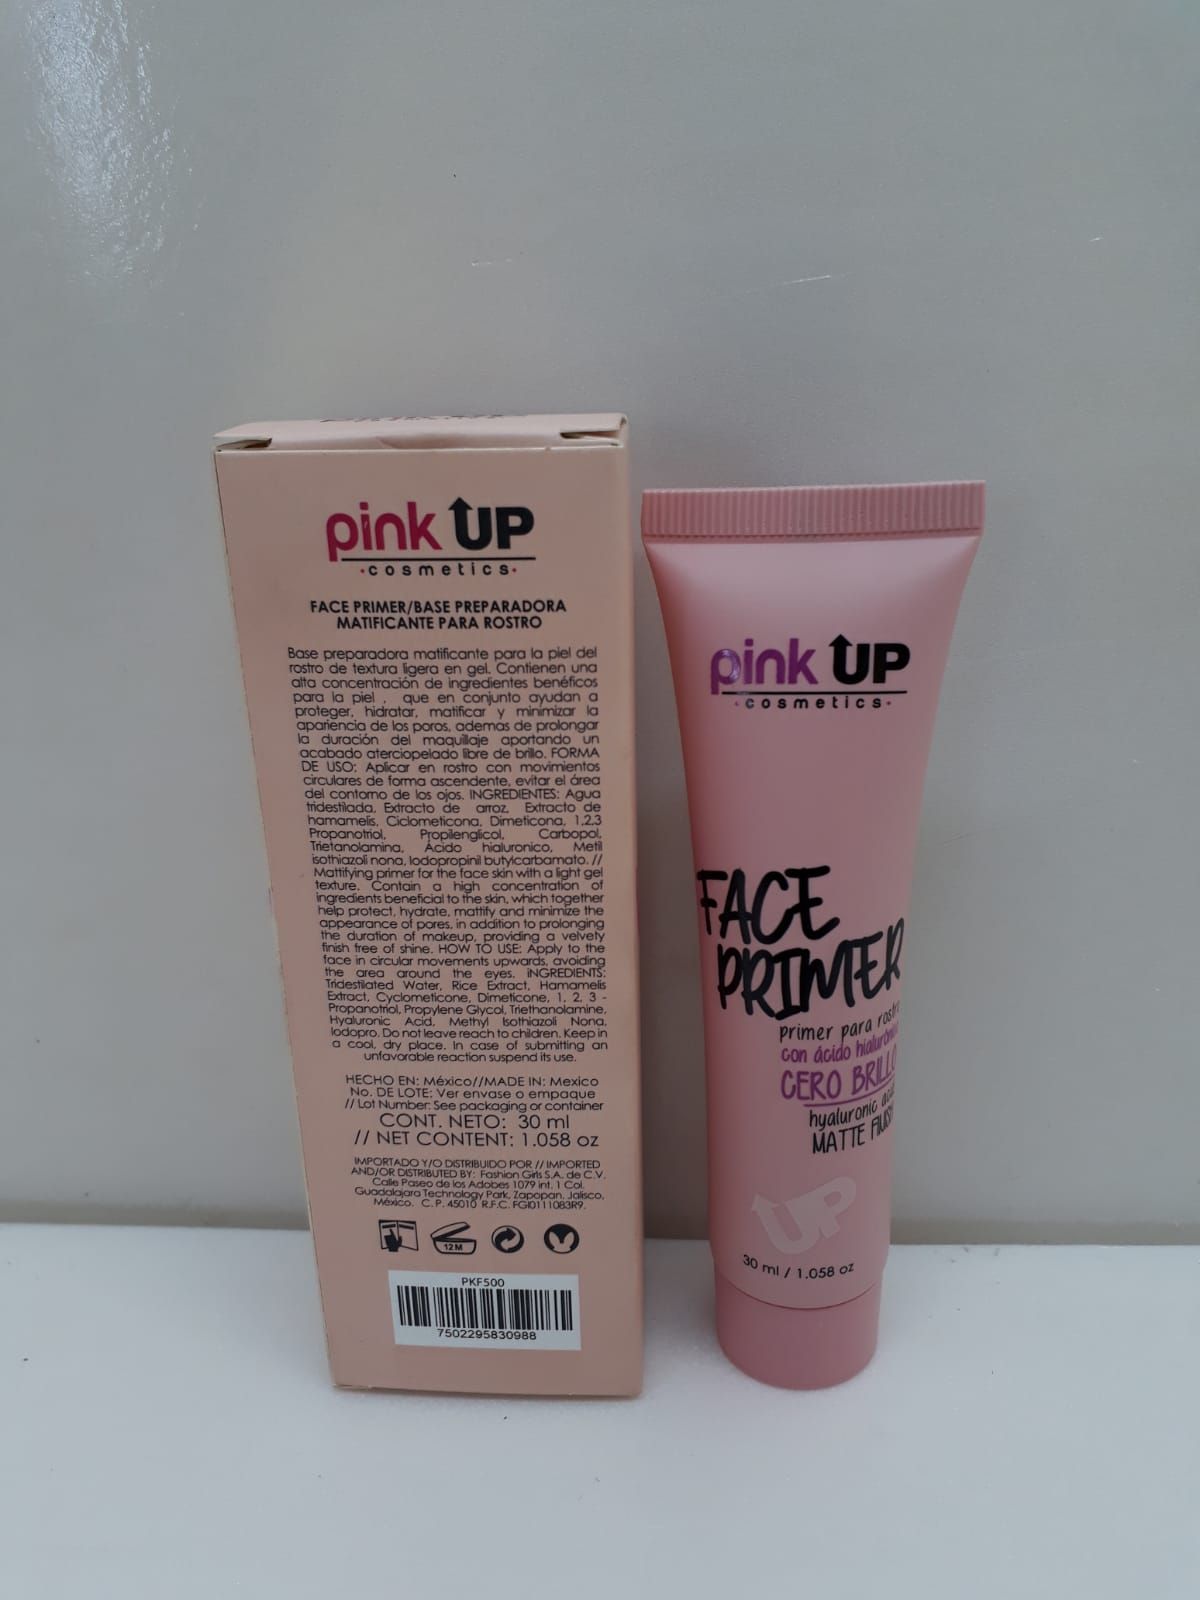 pink UP
•cosmetics•
FACE PRIMER/BASE PREPARADORA
MATIFICANTE PARA ROSTRO
Base preparadora matificante para la piel del
rostro de textura ligera en gel. Contienen una
alta concentración de ingredientes benéficos
para la piel , que en conjunto ayudan a
proteger, hidratar, matificar y minimizar la
apariencia de los poros, ademas de prolongar
la duración del maquillaje aportando un
acabado aterciopelado libre de brillo. FORMA
DE USO: Aplicar en rostro con movimientos
circulares de forma ascendente, evitar el área
del contorno de los ojos. INGREDIENTES: Agua
tridestilada, Extracto de arroz, Extracto de
hamamelis, Ciclometicona, Dimeticona, 1,2,3
Propanotriol, Propilenglicol, Carbopol,
Trietanolamina, Ácido hialuronico, Metil
isothiazoli nona, Iodopropinil butylcarbamato. //
Mattifying primer for the face skin with a light gel
texture. Contain a high concentration of
ingredients beneficial to the skin, which together
help protect, hydrate, mattify and minimize the
appearance of pores, in addition to prolonging
the duration of makeup, providing a velvety
finish free of shine. HOW TO USE: Apply to the
face in circular movements upwards, avoiding
the area around the eyes. iNGREDIENTS:
Tridestilated Water, Rice Extract, Hamamelis
Extract, Cyclometicone, Dimeticone, 1, 2, 3 -
Propanotriol, Propylene Glycol, Triethanolamine,
Hyaluronic Acid, Methyl Isothiazoli Nona,
Iodopro. Do not leave reach to children. Keep in
a cool, dry place. In case of submitting an
unfavorable reaction suspend its use.
HECHO EN: México//MADE IN: Mexico
No. DE LOTE: Ver envase o empaque
// Lot Number: See packaging or container
CONT. NETO: 30 ml
// NET CONTENT: 1.058 oz
IMPORTADO Y/O DISTRIBUIDO POR // IMPORTED
AND/OR DISTRIBUTED BY: Fashion Girls S.A. de C.V.
Calle Paseo de los Adobes 1079 int. 1 Col.
Guadalajara Technology Park, Zapopan, Jalisco,
México. C.P. 45010 R.F.C. FGI0111083R9.
12M
PKF500
7502295830988
pink UP
•cosmetics•
FACE
PRIMER
primer para rostro
con ácido hialurónic
CERO BRILLO
hyaluronic aci
MATTE FINIS
UP
30 ml / 1.058 oz